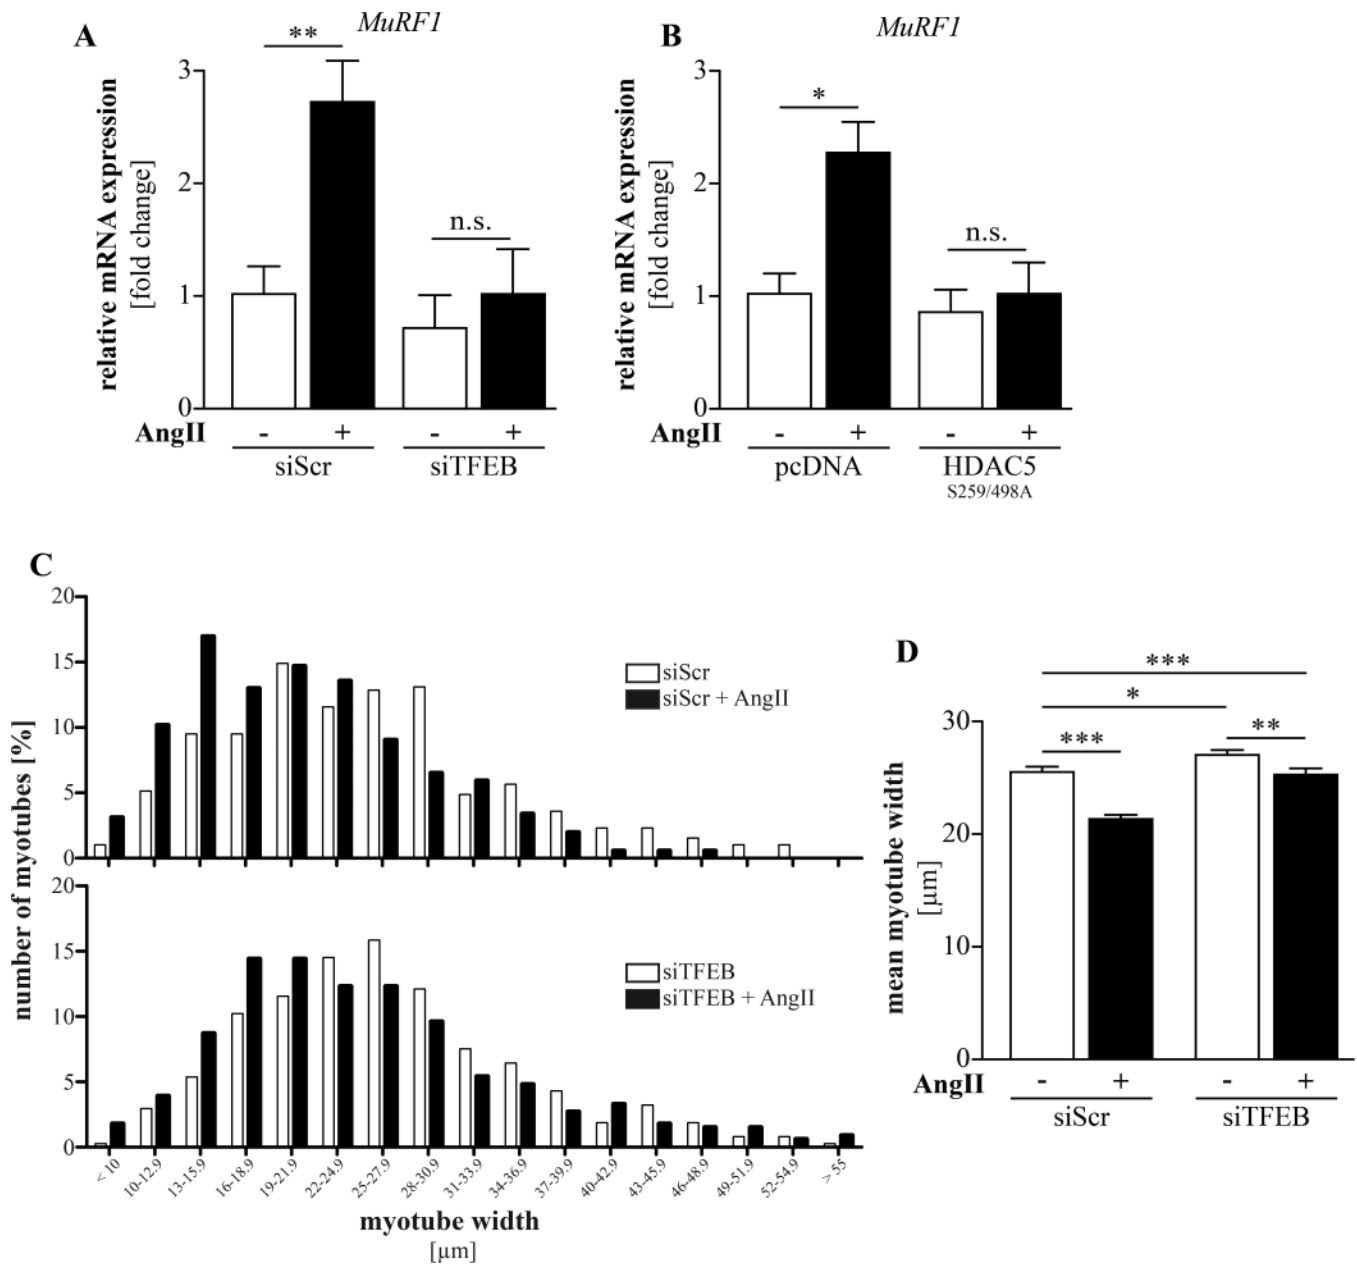 A
MuRF1
**
relative mRNA expression
[fold change]
3
2
1
0
n.s.
AngII - + - +
siScr siTFEB
B
MuRF1
*
relative mRNA expression
[fold change]
3
2
1
0
n.s.
AngII - + - +
pcDNA HDAC5
S259/498A
C
number of myotubes [%]
20
15
10
5
0
siScr
siScr + AngII
20
15
10
5
0
siTFEB
siTFEB + AngII
< 10 10-12.9 13-15.9 16-18.9 19-21.9 22-24.9 25-27.9 28-30.9 31-33.9 34-36.9 37-39.9 40-42.9 43-45.9 46-48.9 49-51.9 52-54.9 > 55
myotube width
[µm]
D
***
*
*** **
mean myotube width
[µm]
30
20
10
0
AngII - + - +
siScr siTFEB